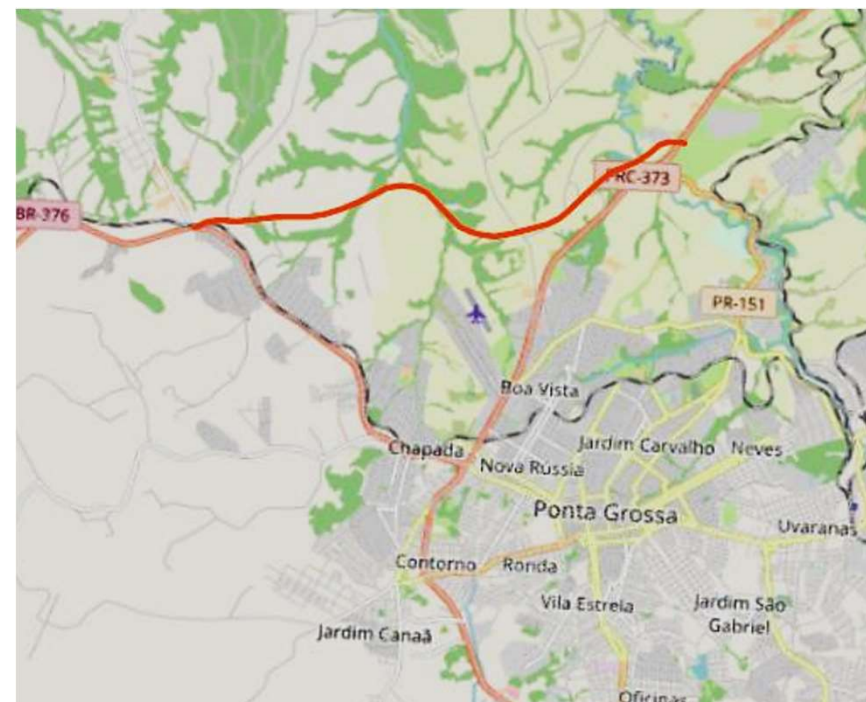 PRC-373
BR-376
PR-151
Boa Vista
Chapada
Jardim Carvalho
Neves
Nova Rússia
Ponta Grossa
Uvaranas
Contorno
Ronda
Vila Estrela
Jardim São
Gabriel
Jardim Canaã
Oficinas